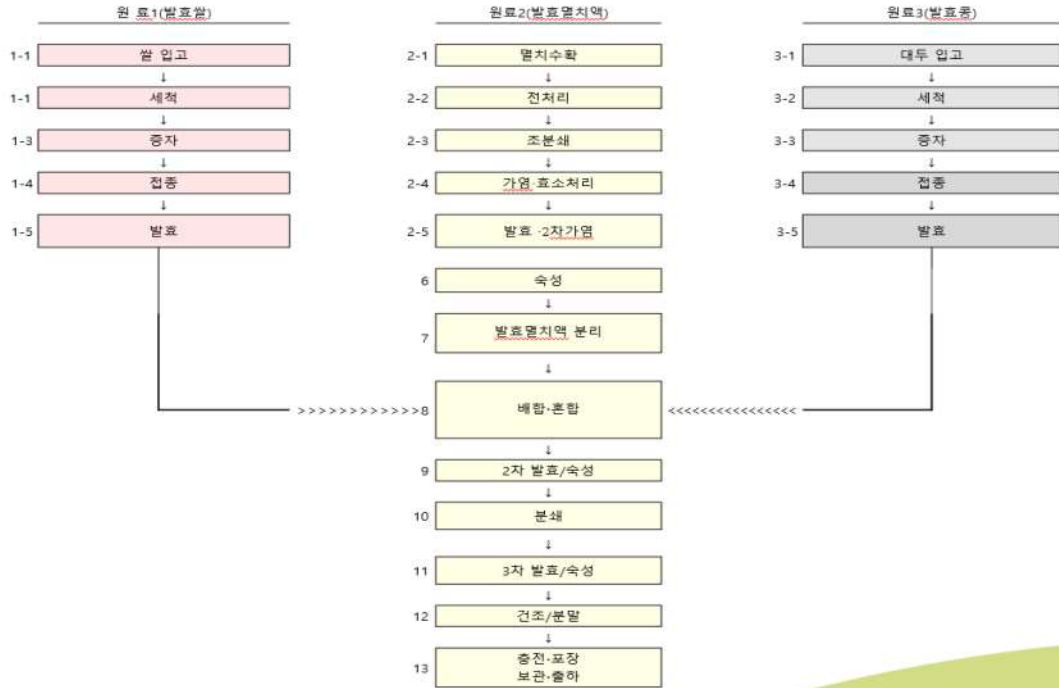 원 료1(발효쌀)
1-1 쌀 입고
↓
1-1 세척
↓
1-3 증자
↓
1-4 접종
↓
1-5 발효
원료2(발효멸치액)
2-1 멸치수확
↓
2-2 전처리
↓
2-3 조분쇄
↓
2-4 가염·효소처리
↓
2-5 발효 ·2차가염
6 숙성
↓
7 발효멸치액 분리
↓
>>>>>>>>>>>>8 배합·혼합 <<<<<<<<<<<<<<<<
↓
9 2차 발효/숙성
↓
10 분쇄
↓
11 3차 발효/숙성
↓
12 건조/분말
↓
13 충전·포장
보관·출하
원료3(발효콩)
3-1 대두 입고
↓
3-2 세척
↓
3-3 증자
↓
3-4 접종
↓
3-5 발효